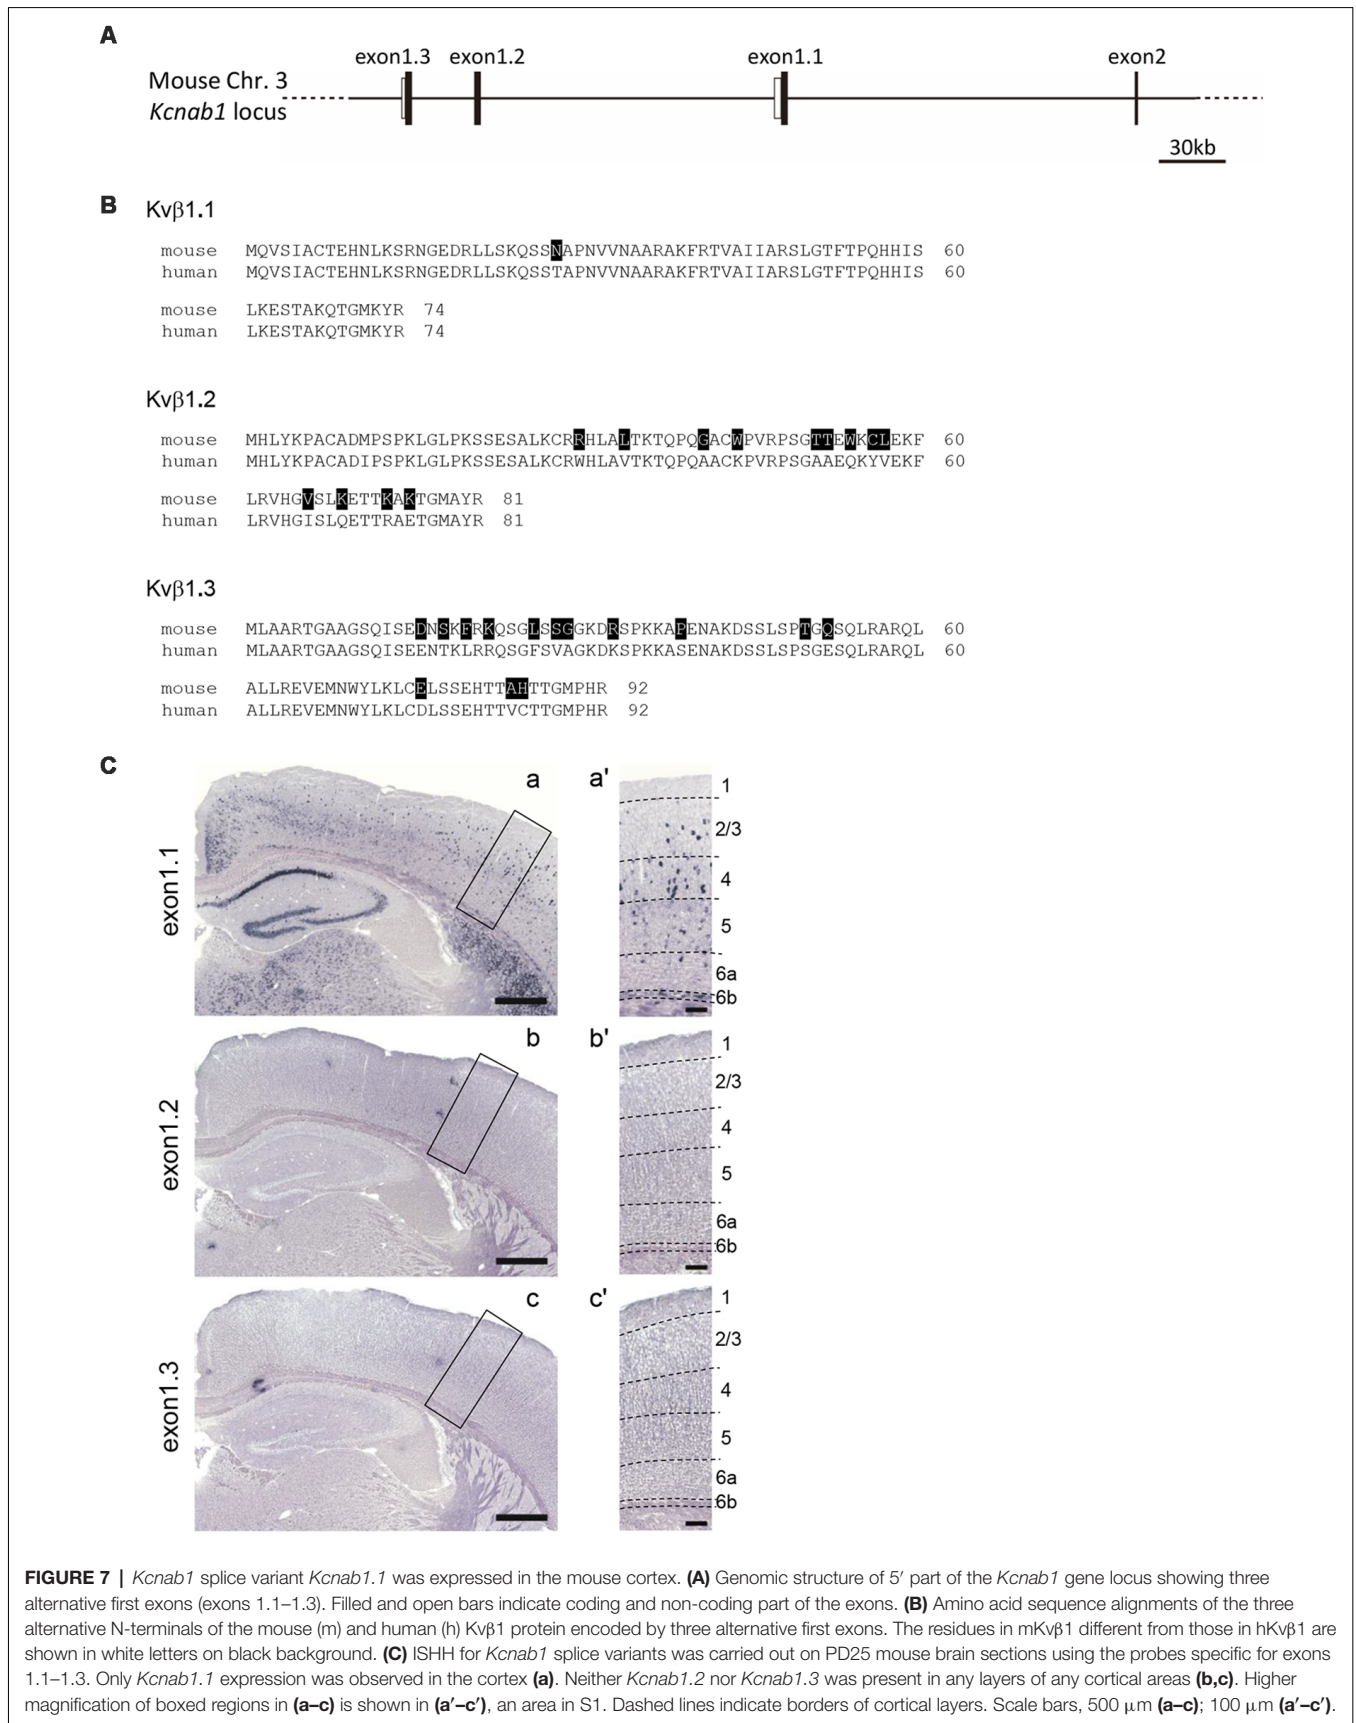 A
exon1.3 exon1.2 exon1.1 exon2
Mouse Chr. 3
Kcnab1 locus
30kb
B Kvβ1.1
mouse MQVSIACTEHNLKSRNGEDRLLSKQSSNAPNVVNAARAKFRTVAIIARSLGTFTPQHHIS 60
human MQVSIACTEHNLKSRNGEDRLLSKQSSTAPNVVNAARAKFRTVAIIARSLGTFTPQHHIS 60
mouse LKESTAKQTGMKYR 74
human LKESTAKQTGMKYR 74
Kvβ1.2
mouse MHLYKPACADMPSPKLGLPKSSESALKCRRHLALTKTQPQGACWPVRPSGTTEWKCLEKF 60
human MHLYKPACADIPSPKLGLPKSSESALKCRWHLAVTKTQPQAACKPVRPSGAAEQKYVEKF 60
mouse LRVHGVSLKETTKAKTGMAYR 81
human LRVHGISLQETTRAETGMAYR 81
Kvβ1.3
mouse MLAARTGAAGSQISEDNSKFRKQSGLSSGGKDRSPKKAPENAKDSSLSPTGQSQLRARQL 60
human MLAARTGAAGSQISEENTKLRRQSGFSVAGKDKSPKKASENAKDSSLSPSGESQLRARQL 60
mouse ALLREVEMNWYLKLCELSSEHTTAHTTGMPHR 92
human ALLREVEMNWYLKLCDLSSEHTTVCTTGMPHR 92
C
exon1.1
a
a'
1
2/3
4
5
6a
6b
exon1.2
b
b'
1
2/3
4
5
6a
6b
exon1.3
c
c'
1
2/3
4
5
6a
6b
FIGURE 7 | Kcnab1 splice variant Kcnab1.1 was expressed in the mouse cortex. (A) Genomic structure of 5′ part of the Kcnab1 gene locus showing three
alternative first exons (exons 1.1–1.3). Filled and open bars indicate coding and non-coding part of the exons. (B) Amino acid sequence alignments of the three
alternative N-terminals of the mouse (m) and human (h) Kvβ1 protein encoded by three alternative first exons. The residues in mKvβ1 different from those in hKvβ1 are
shown in white letters on black background. (C) ISHH for Kcnab1 splice variants was carried out on PD25 mouse brain sections using the probes specific for exons
1.1–1.3. Only Kcnab1.1 expression was observed in the cortex (a). Neither Kcnab1.2 nor Kcnab1.3 was present in any layers of any cortical areas (b,c). Higher
magnification of boxed regions in (a–c) is shown in (a′–c′), an area in S1. Dashed lines indicate borders of cortical layers. Scale bars, 500 μm (a–c); 100 μm (a′–c′).